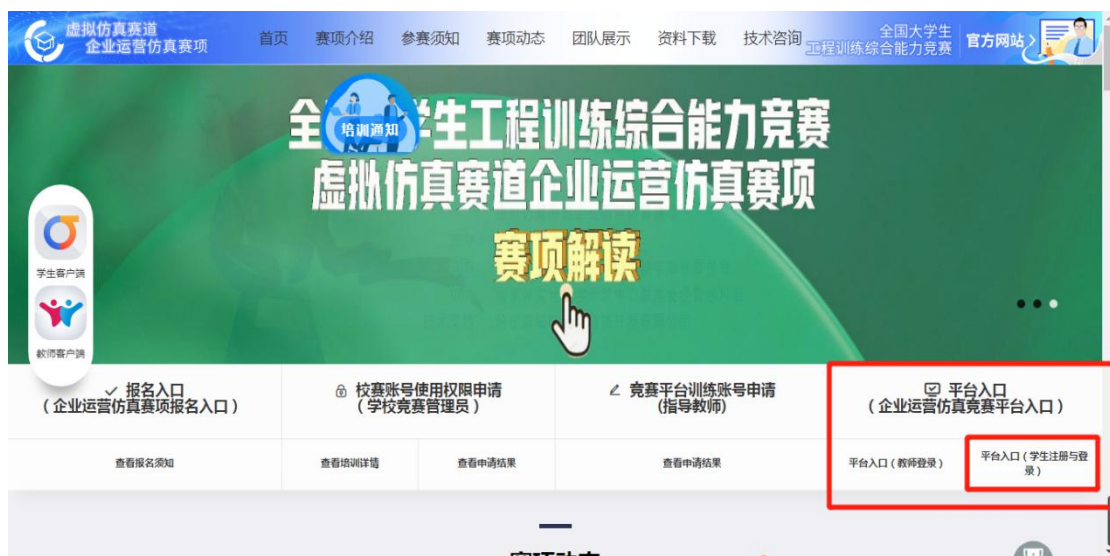 虚拟仿真赛道
企业运营仿真赛项
首页
赛项介绍
参赛须知
赛项动态
团队展示
资料下载
技术咨询
全国大学生
工程训练综合能力竞赛
官方网站
培训通知
全
学生工程训练综合能力竞赛
虚拟仿真赛道企业运营仿真赛项
赛项解读
学生客户端
教师客户端
报名入口
（企业运营仿真赛项报名入口）
校赛账号使用权限申请
（学校竞赛管理员）
竞赛平台训练账号申请
(指导教师)
平台入口
（企业运营仿真竞赛平台入口）
查看报名须知
查看培训详情
查看申请结果
查看申请结果
平台入口（教师登录）
平台入口（学生注册与登
录）
赛项动态